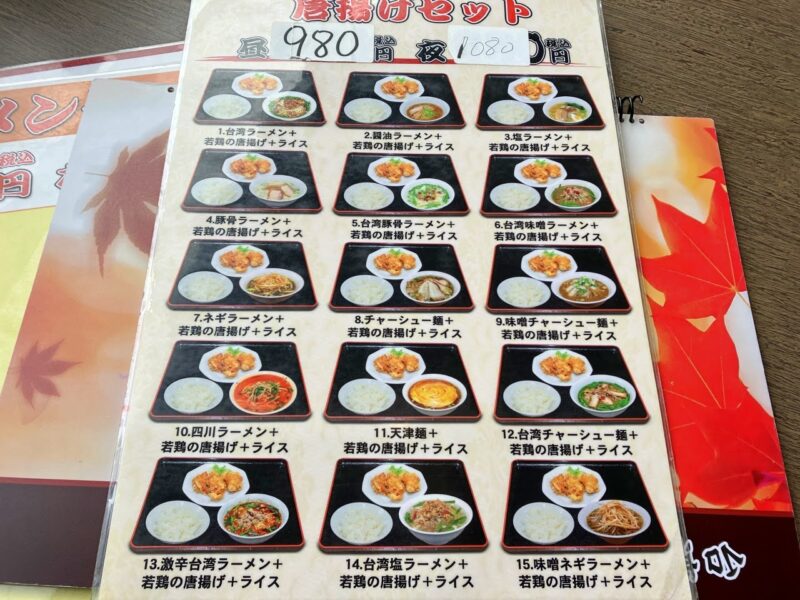 唐揚げセット
昼 980 税込 円 夜 1080 0 税込 円
1.台湾ラーメン+
若鶏の唐揚げ+ライス
2.醤油ラーメン+
若鶏の唐揚げ+ライス
3.塩ラーメン+
若鶏の唐揚げ+ライス
4.豚骨ラーメン+
若鶏の唐揚げ+ライス
5.台湾豚骨ラーメン+
若鶏の唐揚げ+ライス
6.台湾味噌ラーメン+
若鶏の唐揚げ+ライス
7.ネギラーメン+
若鶏の唐揚げ+ライス
8.チャーシュー麺+
若鶏の唐揚げ+ライス
9.味噌チャーシュー麺+
若鶏の唐揚げ+ライス
10.四川ラーメン+
若鶏の唐揚げ+ライス
11.天津麺+
若鶏の唐揚げ+ライス
12.台湾チャーシュー麺+
若鶏の唐揚げ+ライス
13.激辛台湾ラーメン+
若鶏の唐揚げ+ライス
14.台湾塩ラーメン+
若鶏の唐揚げ+ライス
15.味噌ネギラーメン+
若鶏の唐揚げ+ライス
メン
税込
円